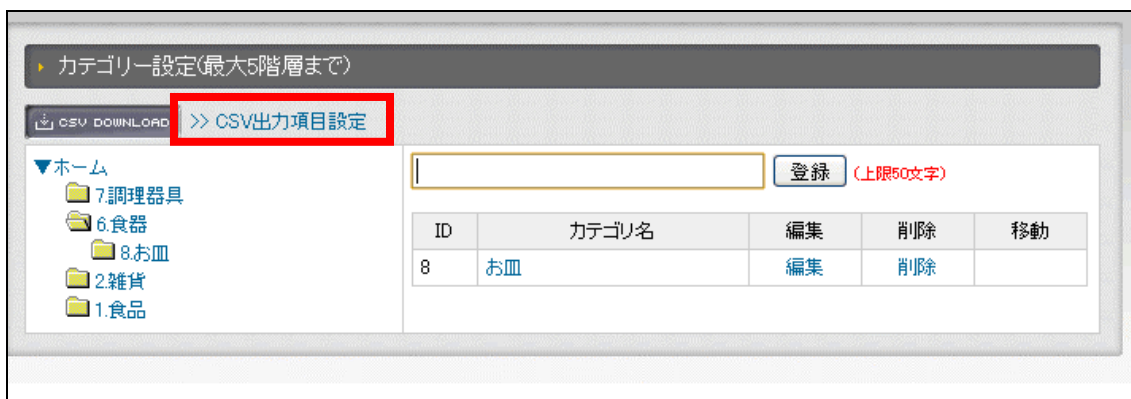 カテゴリー設定(最大5階層まで)
CSV DOWNLOAD >> CSV出力項目設定
▼ホーム
7.調理器具
6.食器
8.お皿
2.雑貨
1.食品
登録 (上限50文字)
ID カテゴリ名 編集 削除 移動
8 お皿 編集 削除